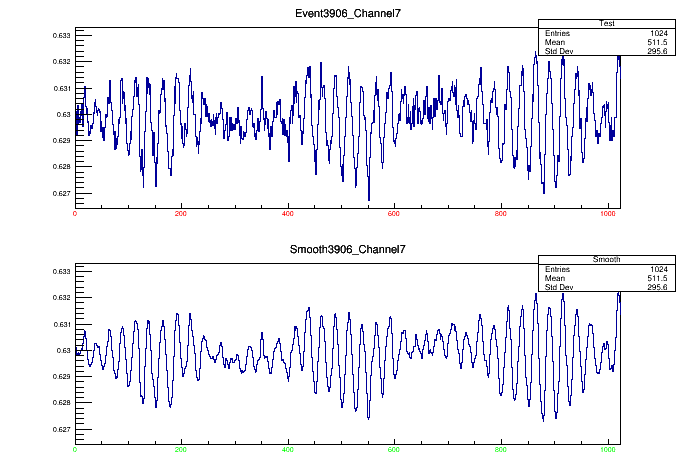 Event3906_Channel7
Test
Entries 1024
Mean 511.5
Std Dev 295.6
0.633
0.632
0.631
0.63
0.629
0.628
0.627
0 200 400 600 800 1000
Smooth3906_Channel7
Smooth
Entries 1024
Mean 511.5
Std Dev 295.6
0.633
0.632
0.631
0.63
0.629
0.628
0.627
0 200 400 600 800 1000